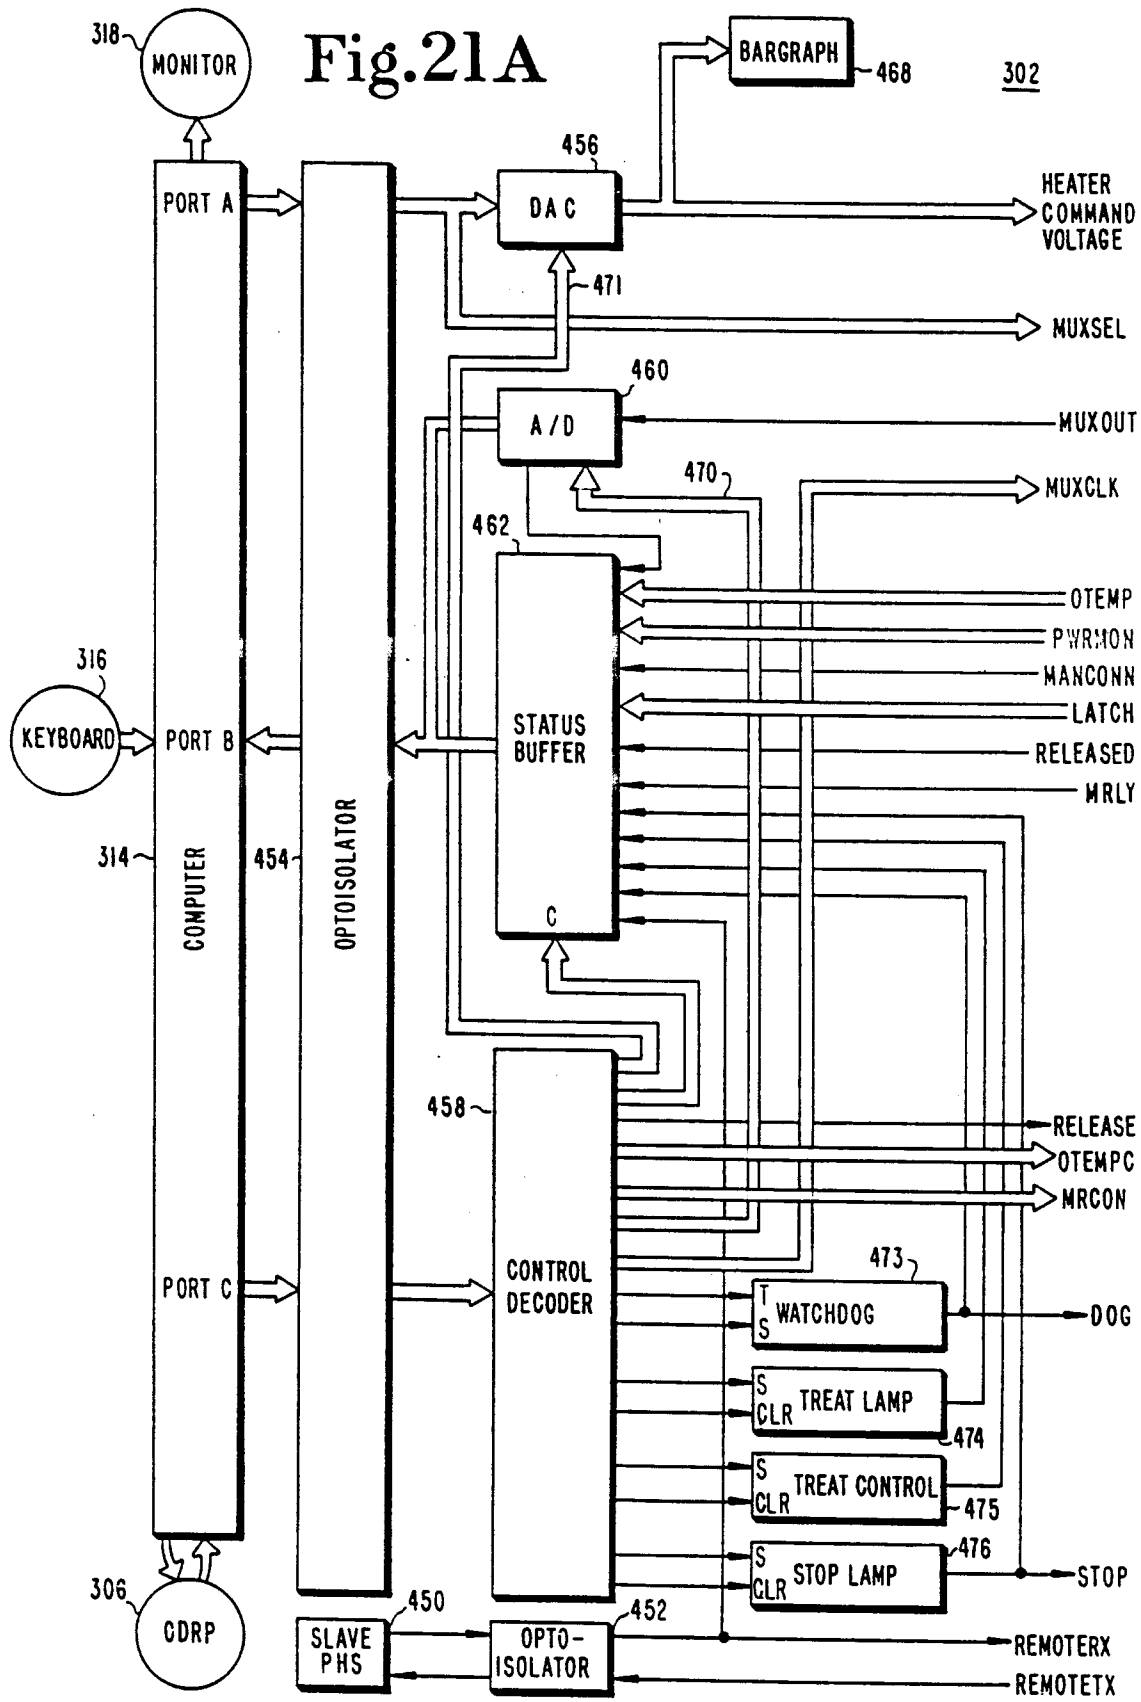 318
MONITOR
Fig.21A
BARGRAPH
468
302
456
PORT A
DAC
HEATER
COMMAND
VOLTAGE
471
MUXSEL
460
A/D
MUXOUT
470
MUXCLK
462
OTEMP
PWRMON
MANCONN
316
KEYBOARD
PORT B
STATUS
BUFFER
LATCH
RELEASED
MRLY
314
COMPUTER
454
OPTOISOLATOR
C
458
RELEASE
OTEMPC
MRCON
PORT C
CONTROL
DECODER
473
T
WATCHDOG
S
DOG
S
TREAT LAMP
CLR
474
S
TREAT CONTROL
CLR
475
476
S
STOP LAMP
CLR
STOP
306
CDRP
450
SLAVE
PHS
452
OPTO-
ISOLATOR
REMOTERX
REMOTETX